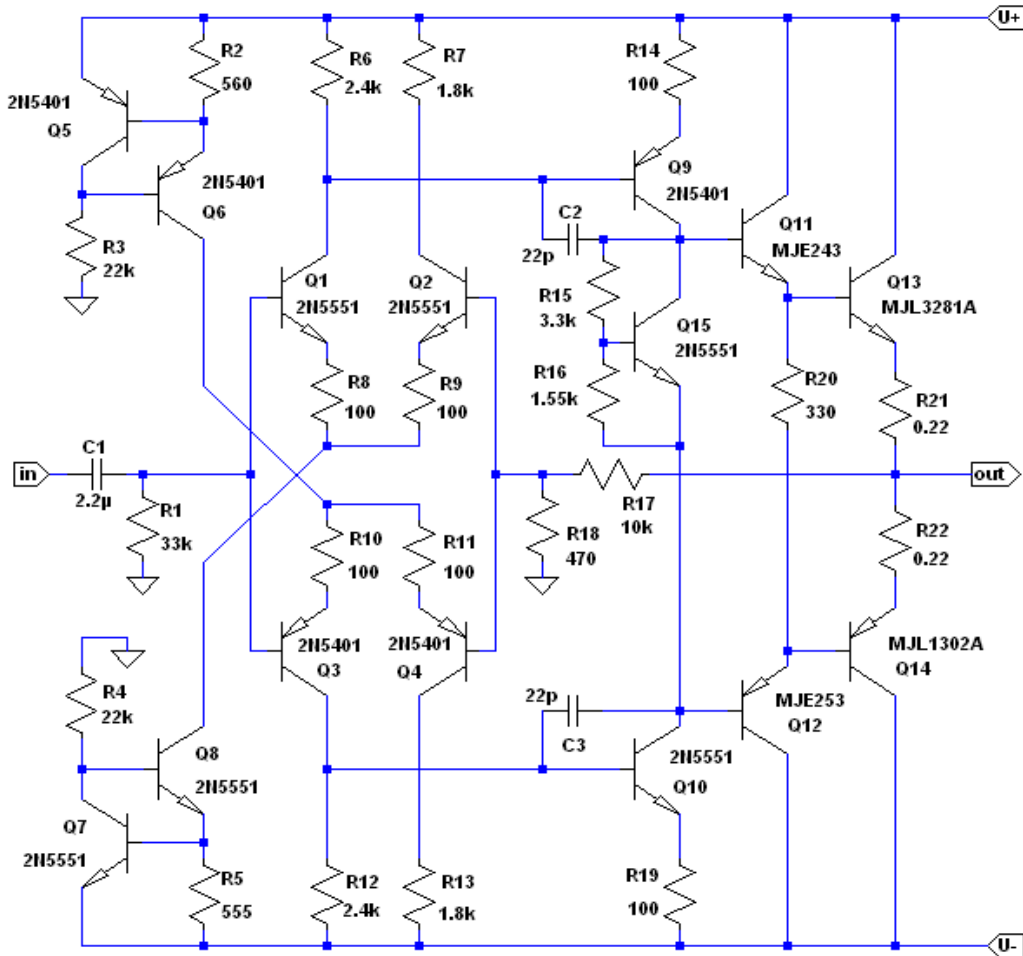 U+
R2
560
R6
2.4k
R7
1.8k
R14
100
2N5401
Q5
2N5401
Q6
Q9
2N5401
R3
22k
C2
22p
Q11
MJE243
Q1
2N5551
Q2
2N5551
R15
3.3k
Q13
MJL3281A
Q15
2N5551
R8
100
R9
100
R16
1.55k
R20
330
R21
0.22
in
C1
2.2µ
R1
33k
R17
10k
out
R18
470
R10
100
R11
100
R22
0.22
2N5401
Q3
2N5401
Q4
MJL1302A
Q14
R4
22k
22p
C3
MJE253
Q12
Q8
2N5551
2N5551
Q10
Q7
2N5551
R5
555
R12
2.4k
R13
1.8k
R19
100
U-